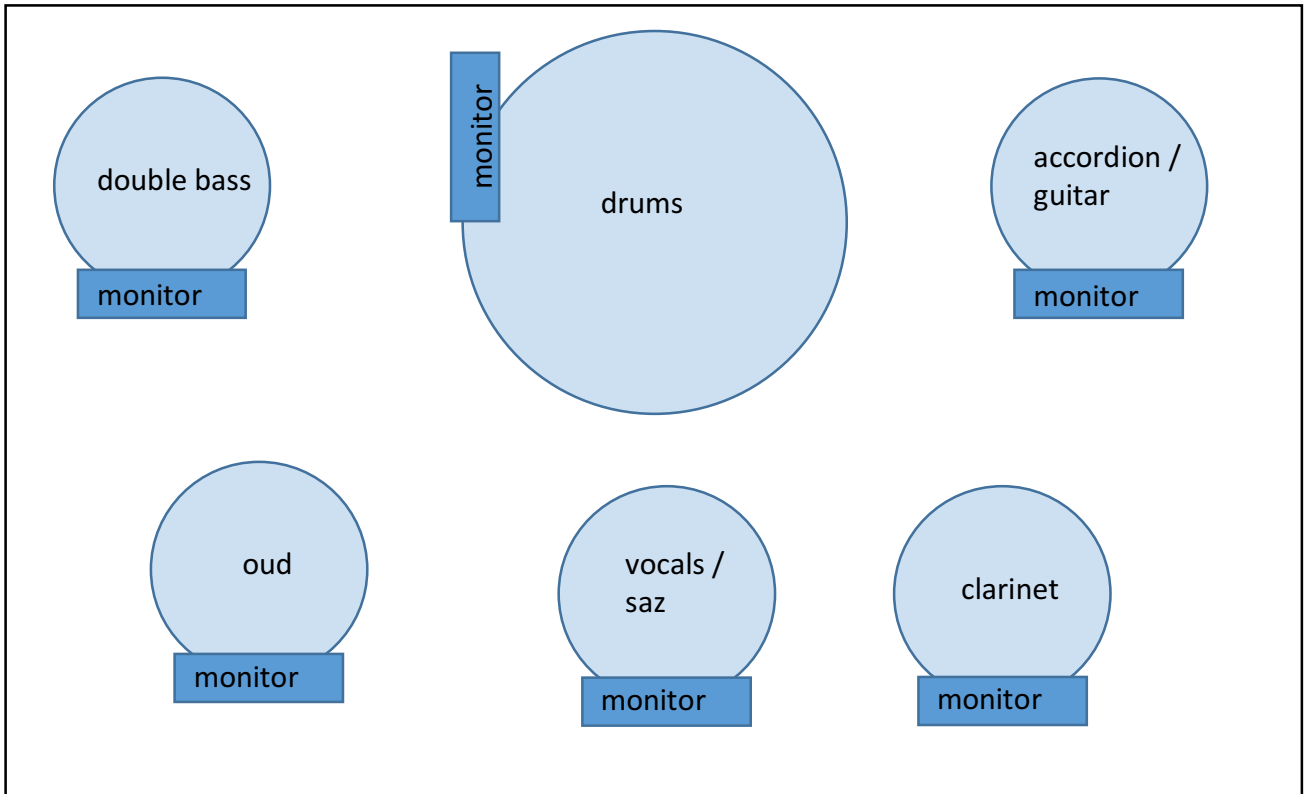 monitor
double bass
monitor
drums
accordion /
guitar
monitor
oud
monitor
vocals /
saz
monitor
clarinet
monitor